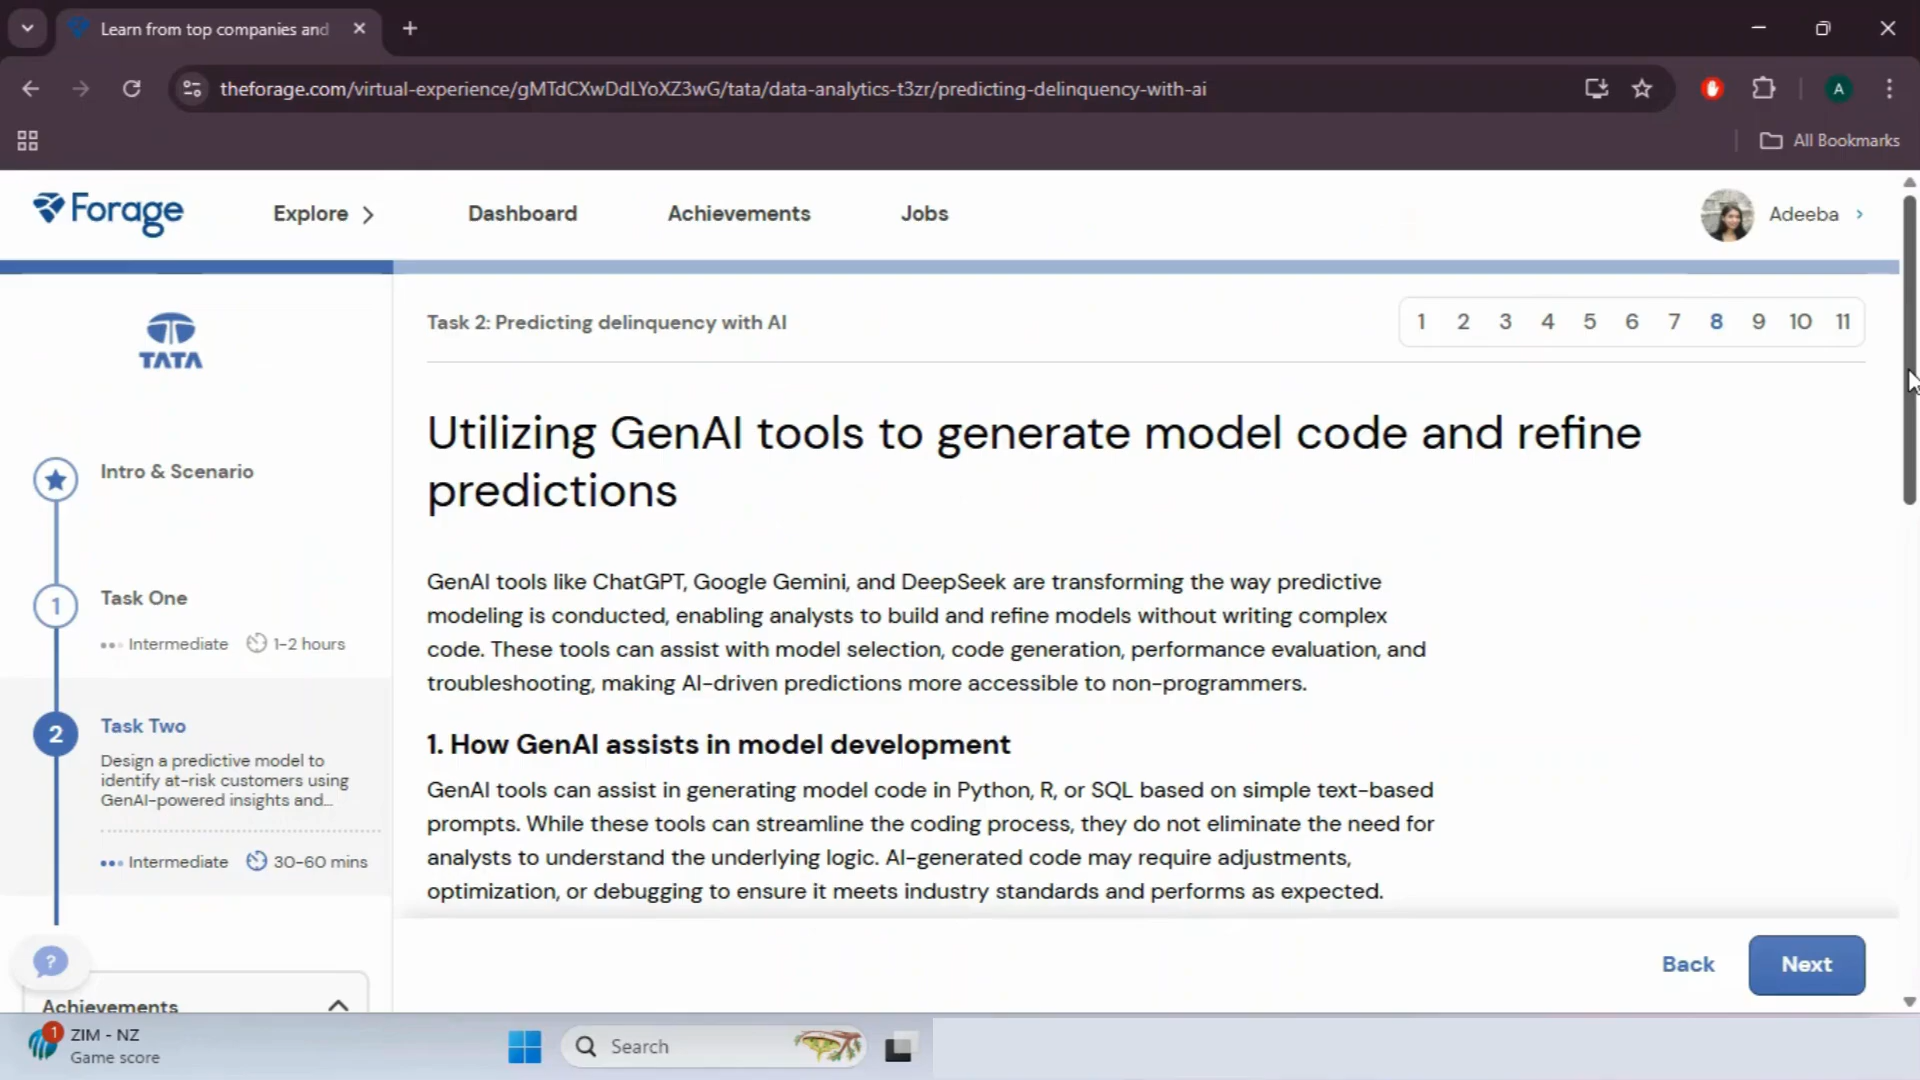 Learn from top companies and
theforage.com/virtual-experience/gMTdCXwDdLYoXZ3wG/tata/data-analytics-t3zr/predicting-delinquency-with-ai
A
All Bookmarks
Forage
Explore
Dashboard
Achievements
Jobs
Adeeba
TATA
Task 2: Predicting delinquency with AI
1 2 3 4 5 6 7 8 9 10 11
Utilizing GenAI tools to generate model code and refine
predictions
Intro & Scenario
GenAI tools like ChatGPT, Google Gemini, and DeepSeek are transforming the way predictive
modeling is conducted, enabling analysts to build and refine models without writing complex
code. These tools can assist with model selection, code generation, performance evaluation, and
troubleshooting, making AI-driven predictions more accessible to non-programmers.
1
Task One
Intermediate
1-2 hours
2
Task Two
Design a predictive model to
identify at-risk customers using
GenAI-powered insights and...
Intermediate
30-60 mins
1. How GenAI assists in model development
GenAI tools can assist in generating model code in Python, R, or SQL based on simple text-based
prompts. While these tools can streamline the coding process, they do not eliminate the need for
analysts to understand the underlying logic. AI-generated code may require adjustments,
optimization, or debugging to ensure it meets industry standards and performs as expected.
?
Back
Next
Achievements
1
ZIM - NZ
Game score
Search